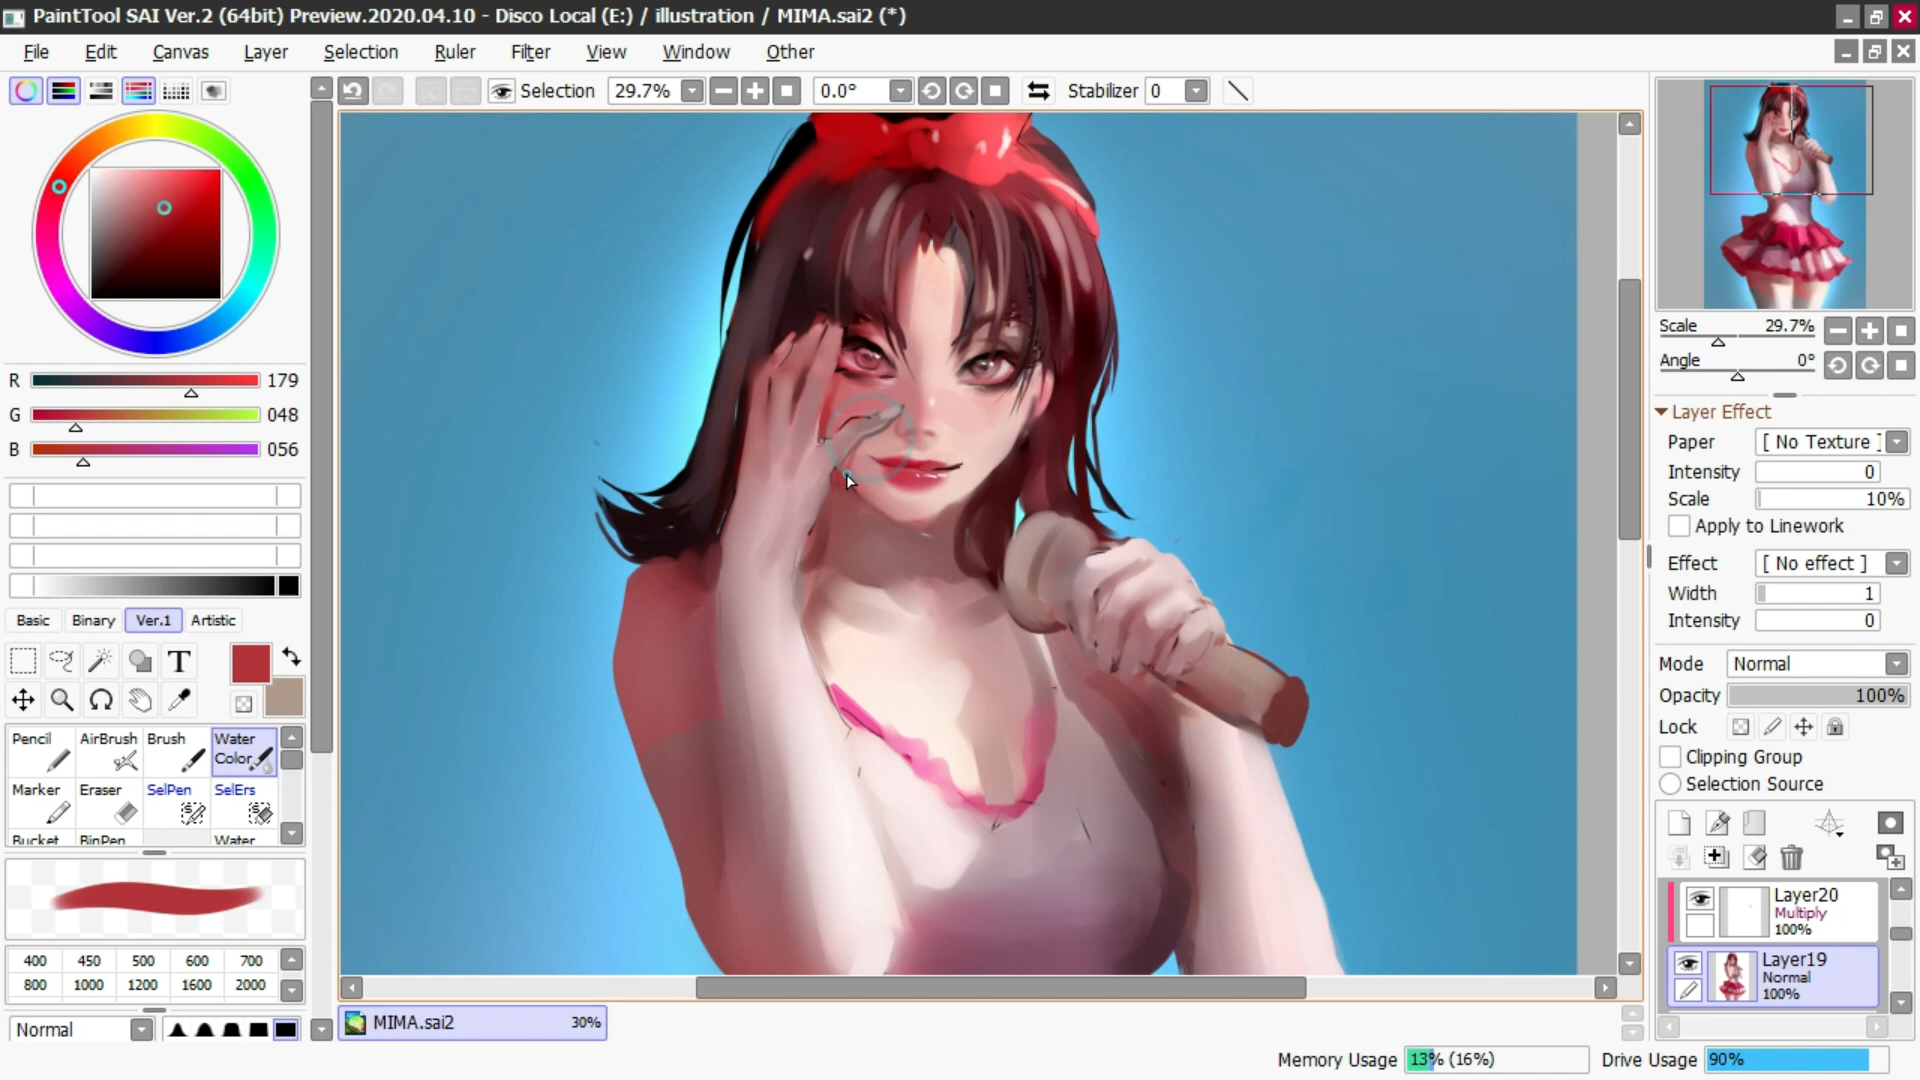 PaintTool SAI Ver.2 (64bit) Preview.2020.04.10 - Disco Local (E:) / illustration / MIMA.sai2 (*)
File Edit Canvas Layer Selection Ruler Filter View Window Other
Selection 29.7% 0.0° Stabilizer 0
R 179
G 048
B 056
Basic Binary Ver.1 Artistic
T
Pencil AirBrush Brush Water Color
Marker Eraser SelPen SelErs
Bucket BinPen Water
400 450 500 600 700
800 1000 1200 1600 2000
Normal
MIMA.sai2 30%
Scale 29.7%
Angle 0°
Layer Effect
Paper [ No Texture ]
Intensity 0
Scale 10%
Apply to Linework
Effect [ No effect ]
Width 1
Intensity 0
Mode Normal
Opacity 100%
Lock
Clipping Group
Selection Source
Layer20
Multiply
100%
Layer19
Normal
100%
Memory Usage 13% (16%) Drive Usage 90%